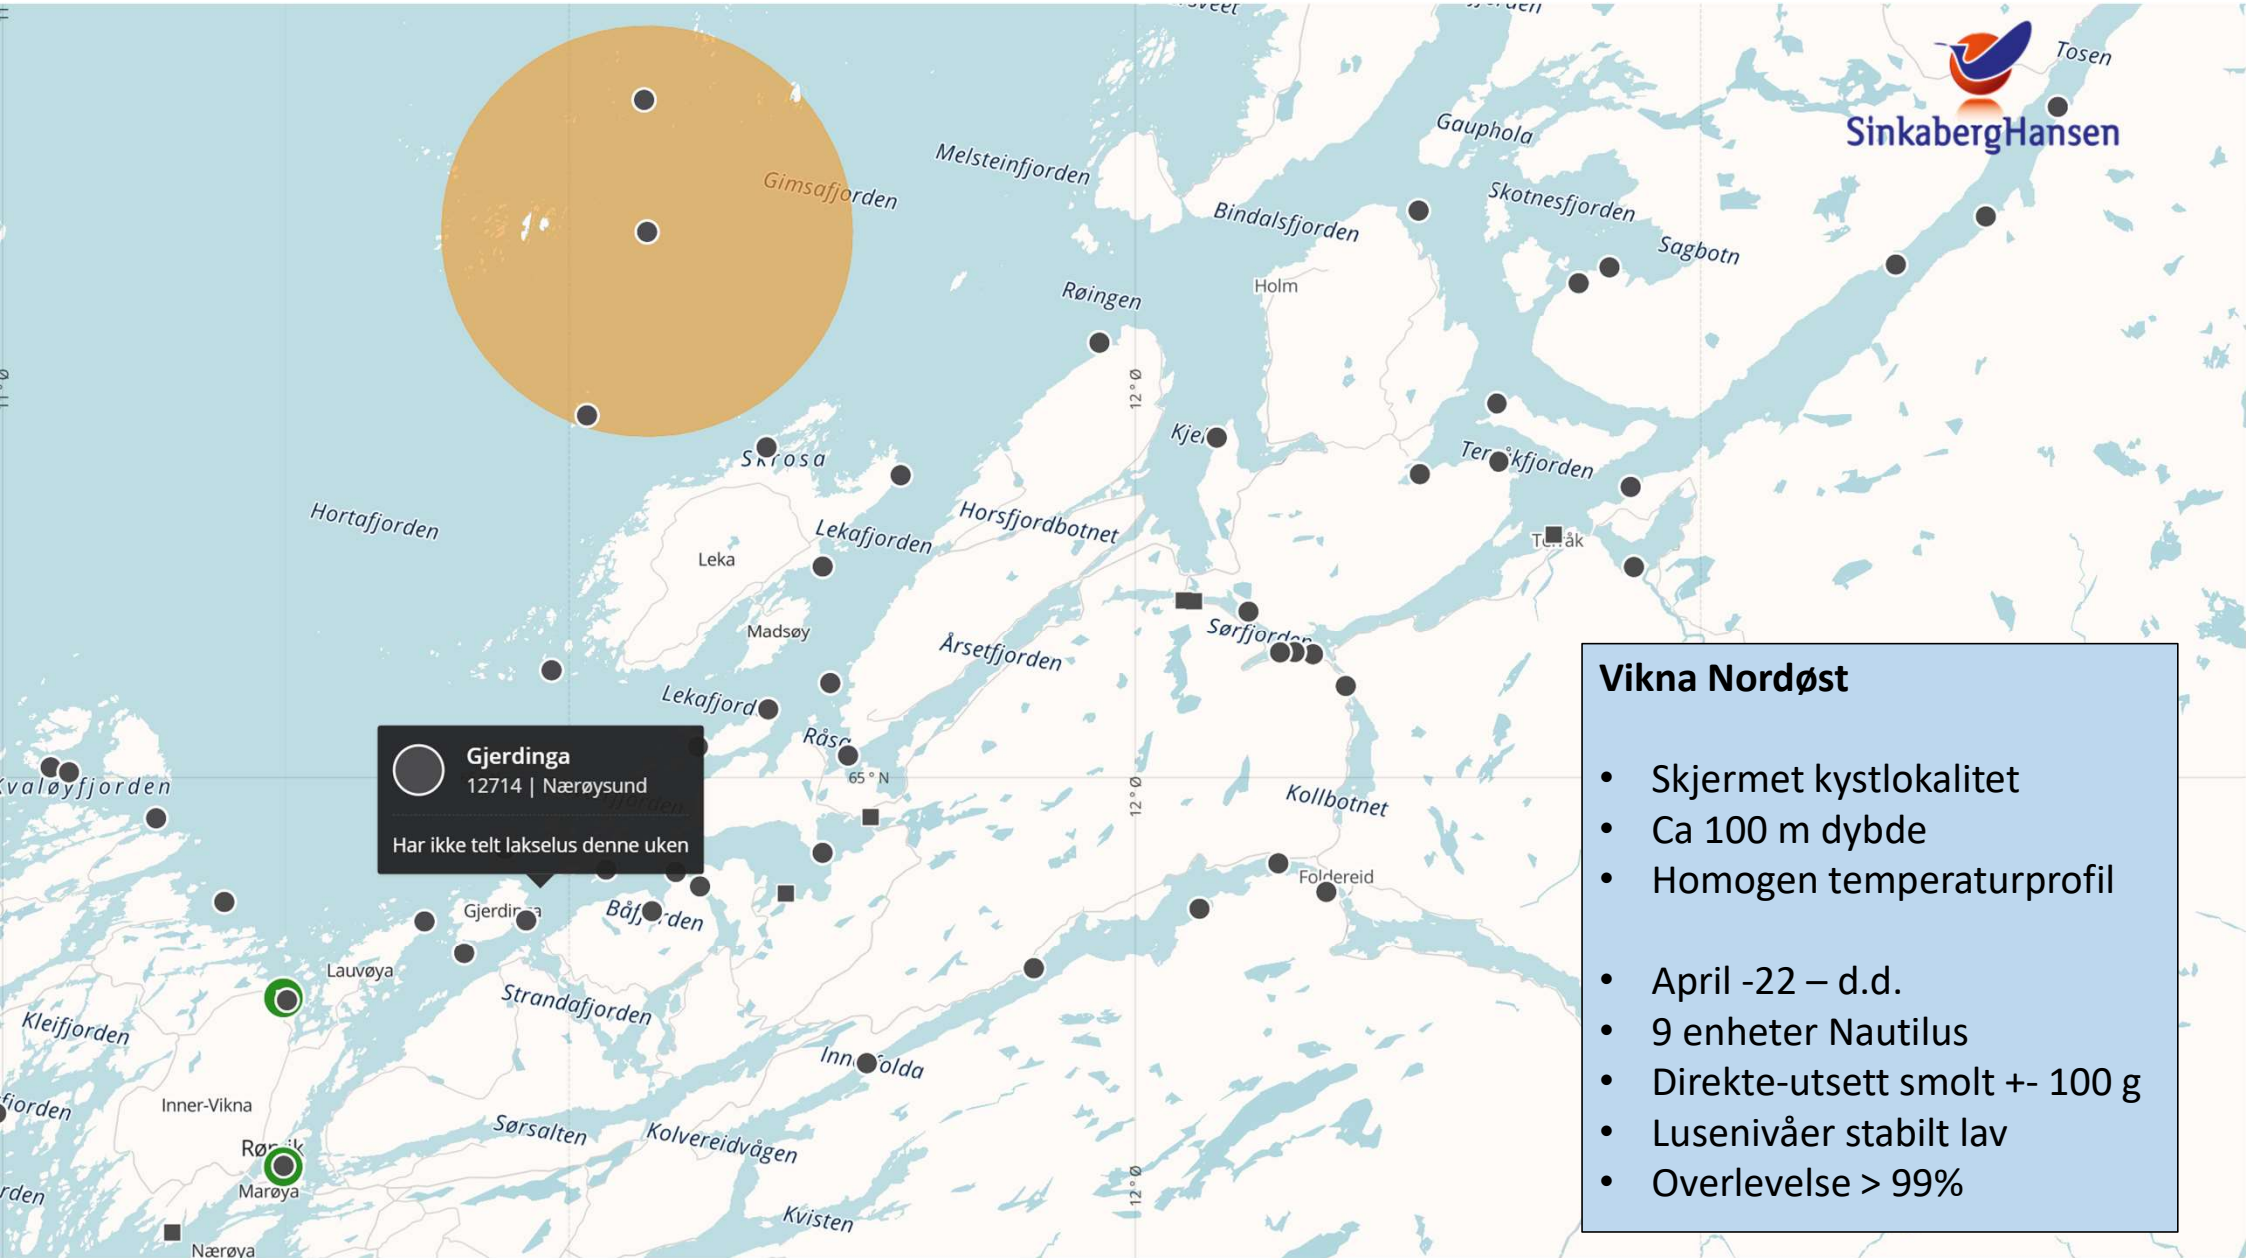 Tosen
SinkabergHansen
Gauphola
Melsteinfjorden
Gimsafjorden
Skotnesfjorden
Bindalsfjorden
Sagbotn
Holm
Røingen
12 ° Ø
Skrosa
Hortafjorden
Lekafjorden
Horsfjordbotnet
Leka
Madsøy
Årsetfjorden
Sørfjorden
Lekafjord
65 ° N
12 ° Ø
Kollbotnet
Gjerdinga
12714 | Nærøysund
Har ikke telt lakselus denne uken
Kvaløyfjorden
Foldereid
Lauvøya
Strandafjorden
Kleifjorden
Inner-Vikna
Sørsalten
Kolvereidvågen
12 ° Ø
Marøya
Kvisten
Nærøya
Vikna Nordøst
• Skjermet kystlokalitet
• Ca 100 m dybde
• Homogen temperaturprofil
• April -22 – d.d.
• 9 enheter Nautilus
• Direkte-utsett smolt +- 100 g
• Lusenivåer stabilt lav
• Overlevelse > 99%